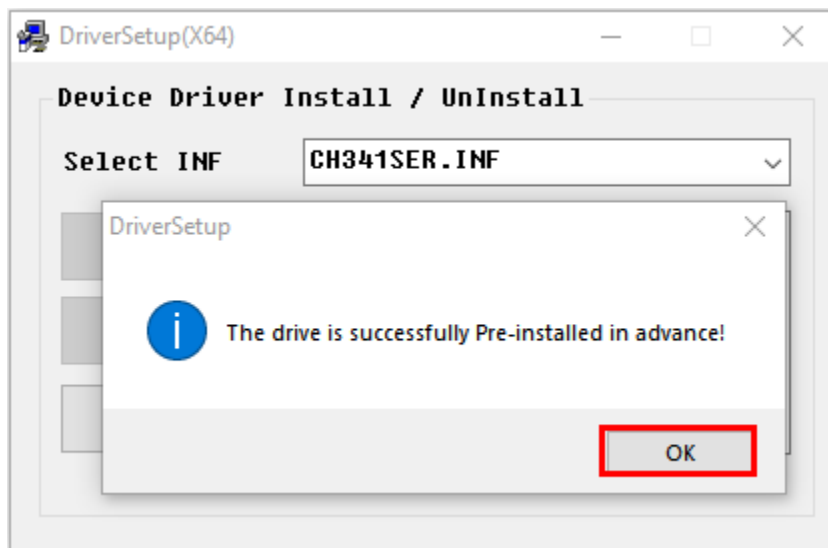 DriverSetup(X64)
Device Driver Install / UnInstall
Select INF
CH341SER.INF
DriverSetup
i
The drive is successfully Pre-installed in advance!
OK